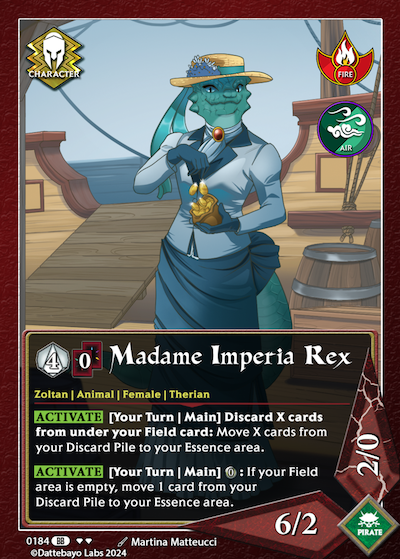 CHARACTER
FIRE
AIR
4 0 Madame Imperia Rex
Zoltan | Animal | Female | Therian
ACTIVATE [Your Turn | Main] Discard X cards
from under your Field card: Move X cards from
your Discard Pile to your Essence area.
ACTIVATE [Your Turn | Main] 0 : If your Field
area is empty, move 1 card from your
Discard Pile to your Essence area.
2/0
6/2
PIRATE
0184 BB ♥♥ Martina Matteucci
©Dattebayo Labs 2024